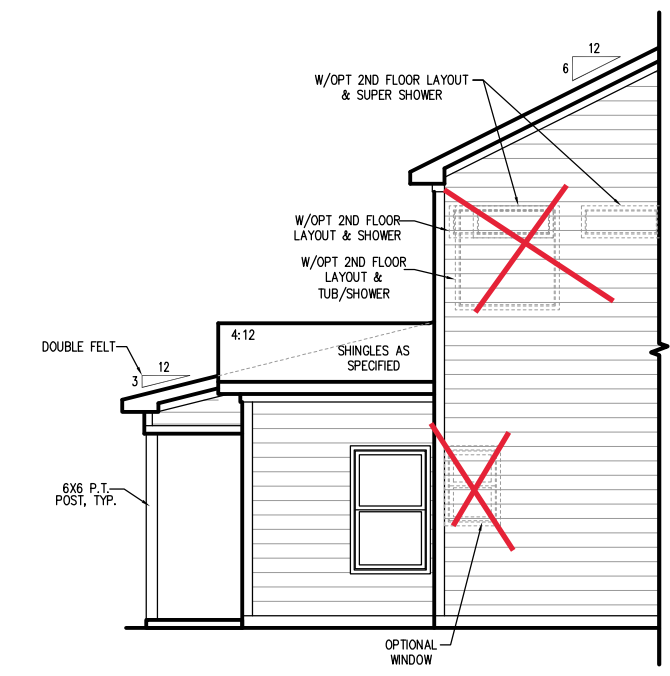 12
6
W/OPT 2ND FLOOR LAYOUT
& SUPER SHOWER
W/OPT 2ND FLOOR
LAYOUT & SHOWER
W/OPT 2ND FLOOR
LAYOUT &
TUB/SHOWER
4:12
DOUBLE FELT
SHINGLES AS
SPECIFIED
12
3
6X6 P.T.
POST, TYP.
OPTIONAL
WINDOW